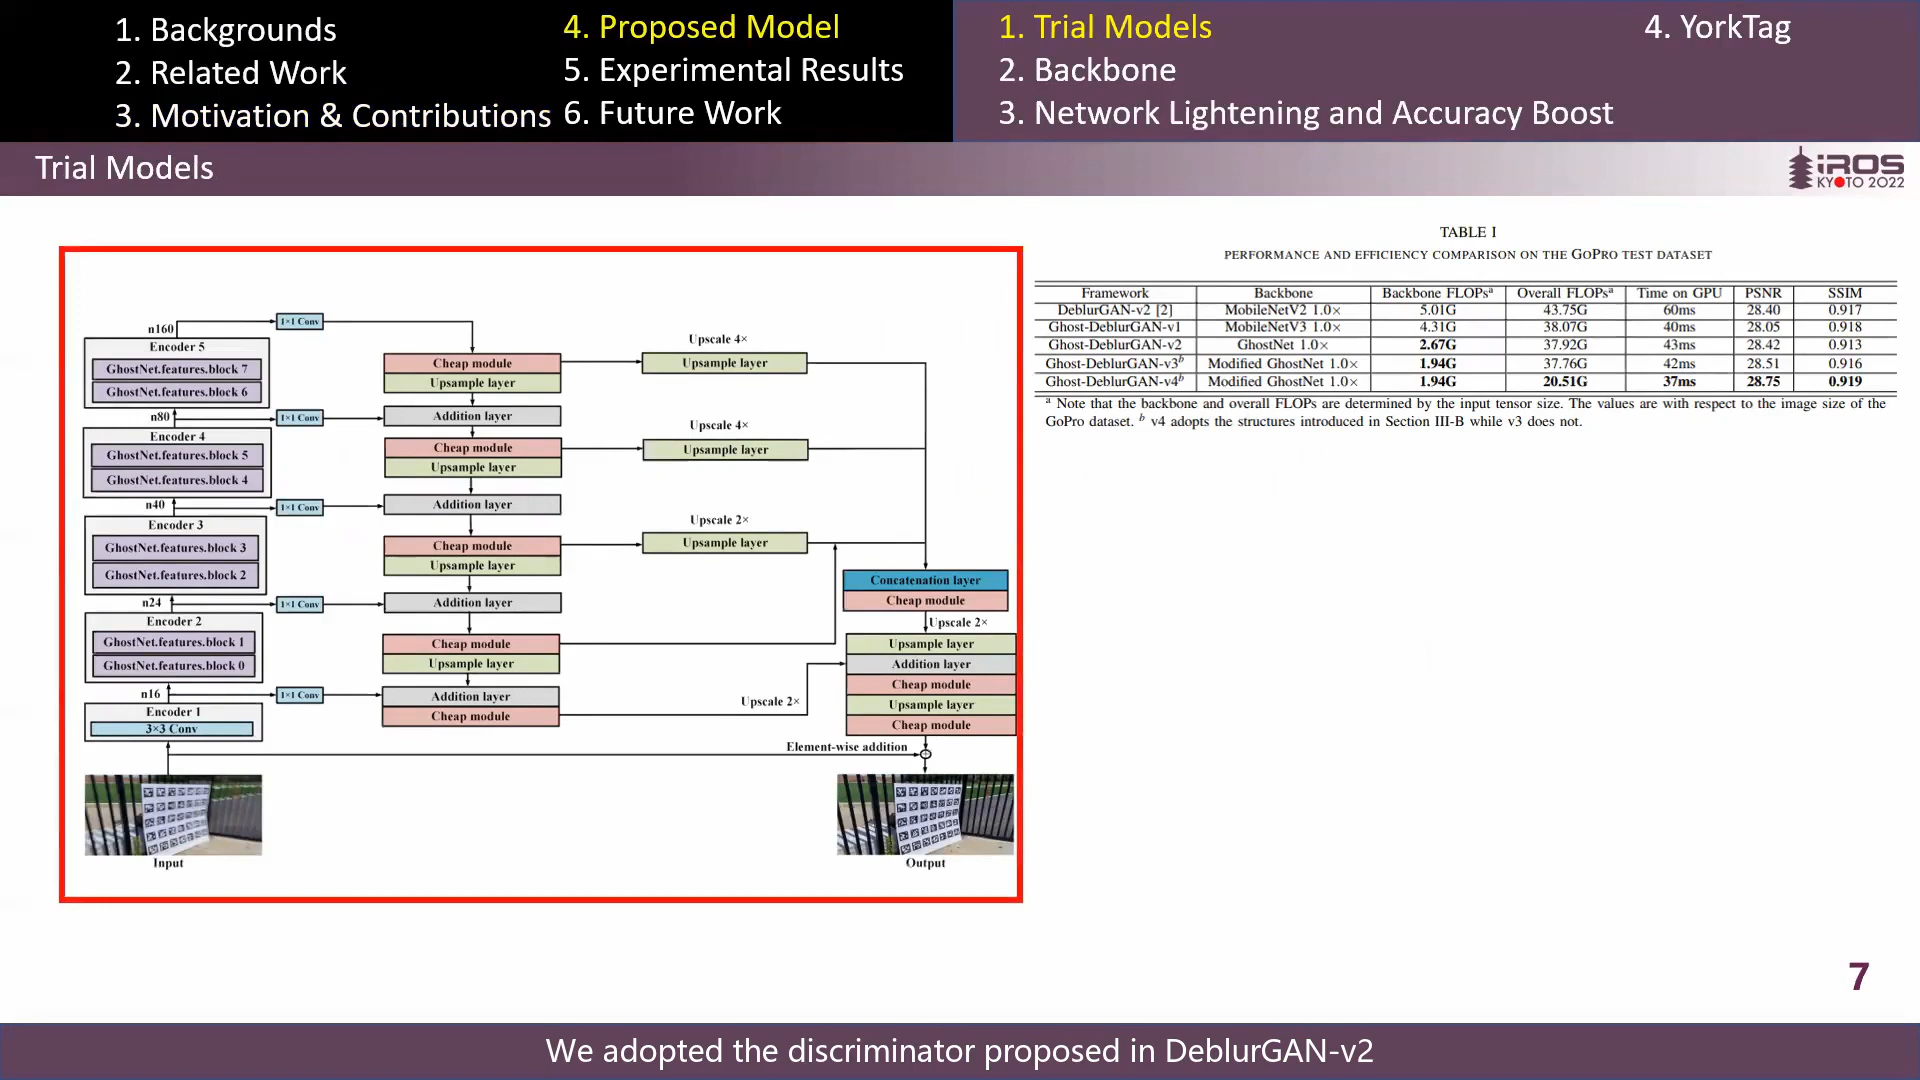 1. Backgrounds
2. Related Work
3. Motivation & Contributions
4. Proposed Model
5. Experimental Results
6. Future Work
1. Trial Models
2. Backbone
3. Network Lightening and Accuracy Boost
4. YorkTag
Trial Models
iROS
KYOTO 2022
n160
1×1 Conv
Encoder 5
GhostNet.features.block 7
GhostNet.features.block 6
n80
1×1 Conv
Encoder 4
GhostNet.features.block 5
GhostNet.features.block 4
n40
1×1 Conv
Encoder 3
GhostNet.features.block 3
GhostNet.features.block 2
n24
1×1 Conv
Encoder 2
GhostNet.features.block 1
GhostNet.features.block 0
n16
1×1 Conv
Encoder 1
3×3 Conv
Input
Cheap module
Upsample layer
Addition layer
Cheap module
Upsample layer
Addition layer
Cheap module
Upsample layer
Addition layer
Cheap module
Upsample layer
Addition layer
Cheap module
Upscale 4×
Upsample layer
Upscale 4×
Upsample layer
Upscale 2×
Upsample layer
Concatenation layer
Cheap module
Upscale 2×
Upsample layer
Addition layer
Cheap module
Upsample layer
Cheap module
Upscale 2×
Element-wise addition
Output
TABLE I
PERFORMANCE AND EFFICIENCY COMPARISON ON THE GOPRO TEST DATASET
Framework Backbone Backbone FLOPsᵃ Overall FLOPsᵃ Time on GPU PSNR SSIM
DeblurGAN-v2 [2] MobileNetV2 1.0× 5.01G 43.75G 60ms 28.40 0.917
Ghost-DeblurGAN-v1 MobileNetV3 1.0× 4.31G 38.07G 40ms 28.05 0.918
Ghost-DeblurGAN-v2 GhostNet 1.0× 2.67G 37.92G 43ms 28.42 0.913
Ghost-DeblurGAN-v3ᵇ Modified GhostNet 1.0× 1.94G 37.76G 42ms 28.51 0.916
Ghost-DeblurGAN-v4ᵇ Modified GhostNet 1.0× 1.94G 20.51G 37ms 28.75 0.919
ᵃ Note that the backbone and overall FLOPs are determined by the input tensor size. The values are with respect to the image size of the
GoPro dataset. ᵇ v4 adopts the structures introduced in Section III-B while v3 does not.
7
We adopted the discriminator proposed in DeblurGAN-v2